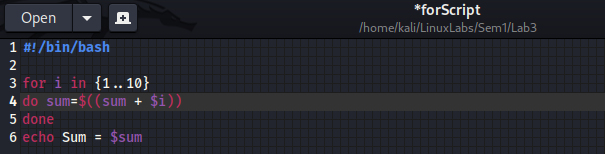 Open
*forScript
/home/kali/LinuxLabs/Sem1/Lab3
1 #!/bin/bash
2
3 for i in {1..10}
4 do sum=$((sum + $i))
5 done
6 echo Sum = $sum